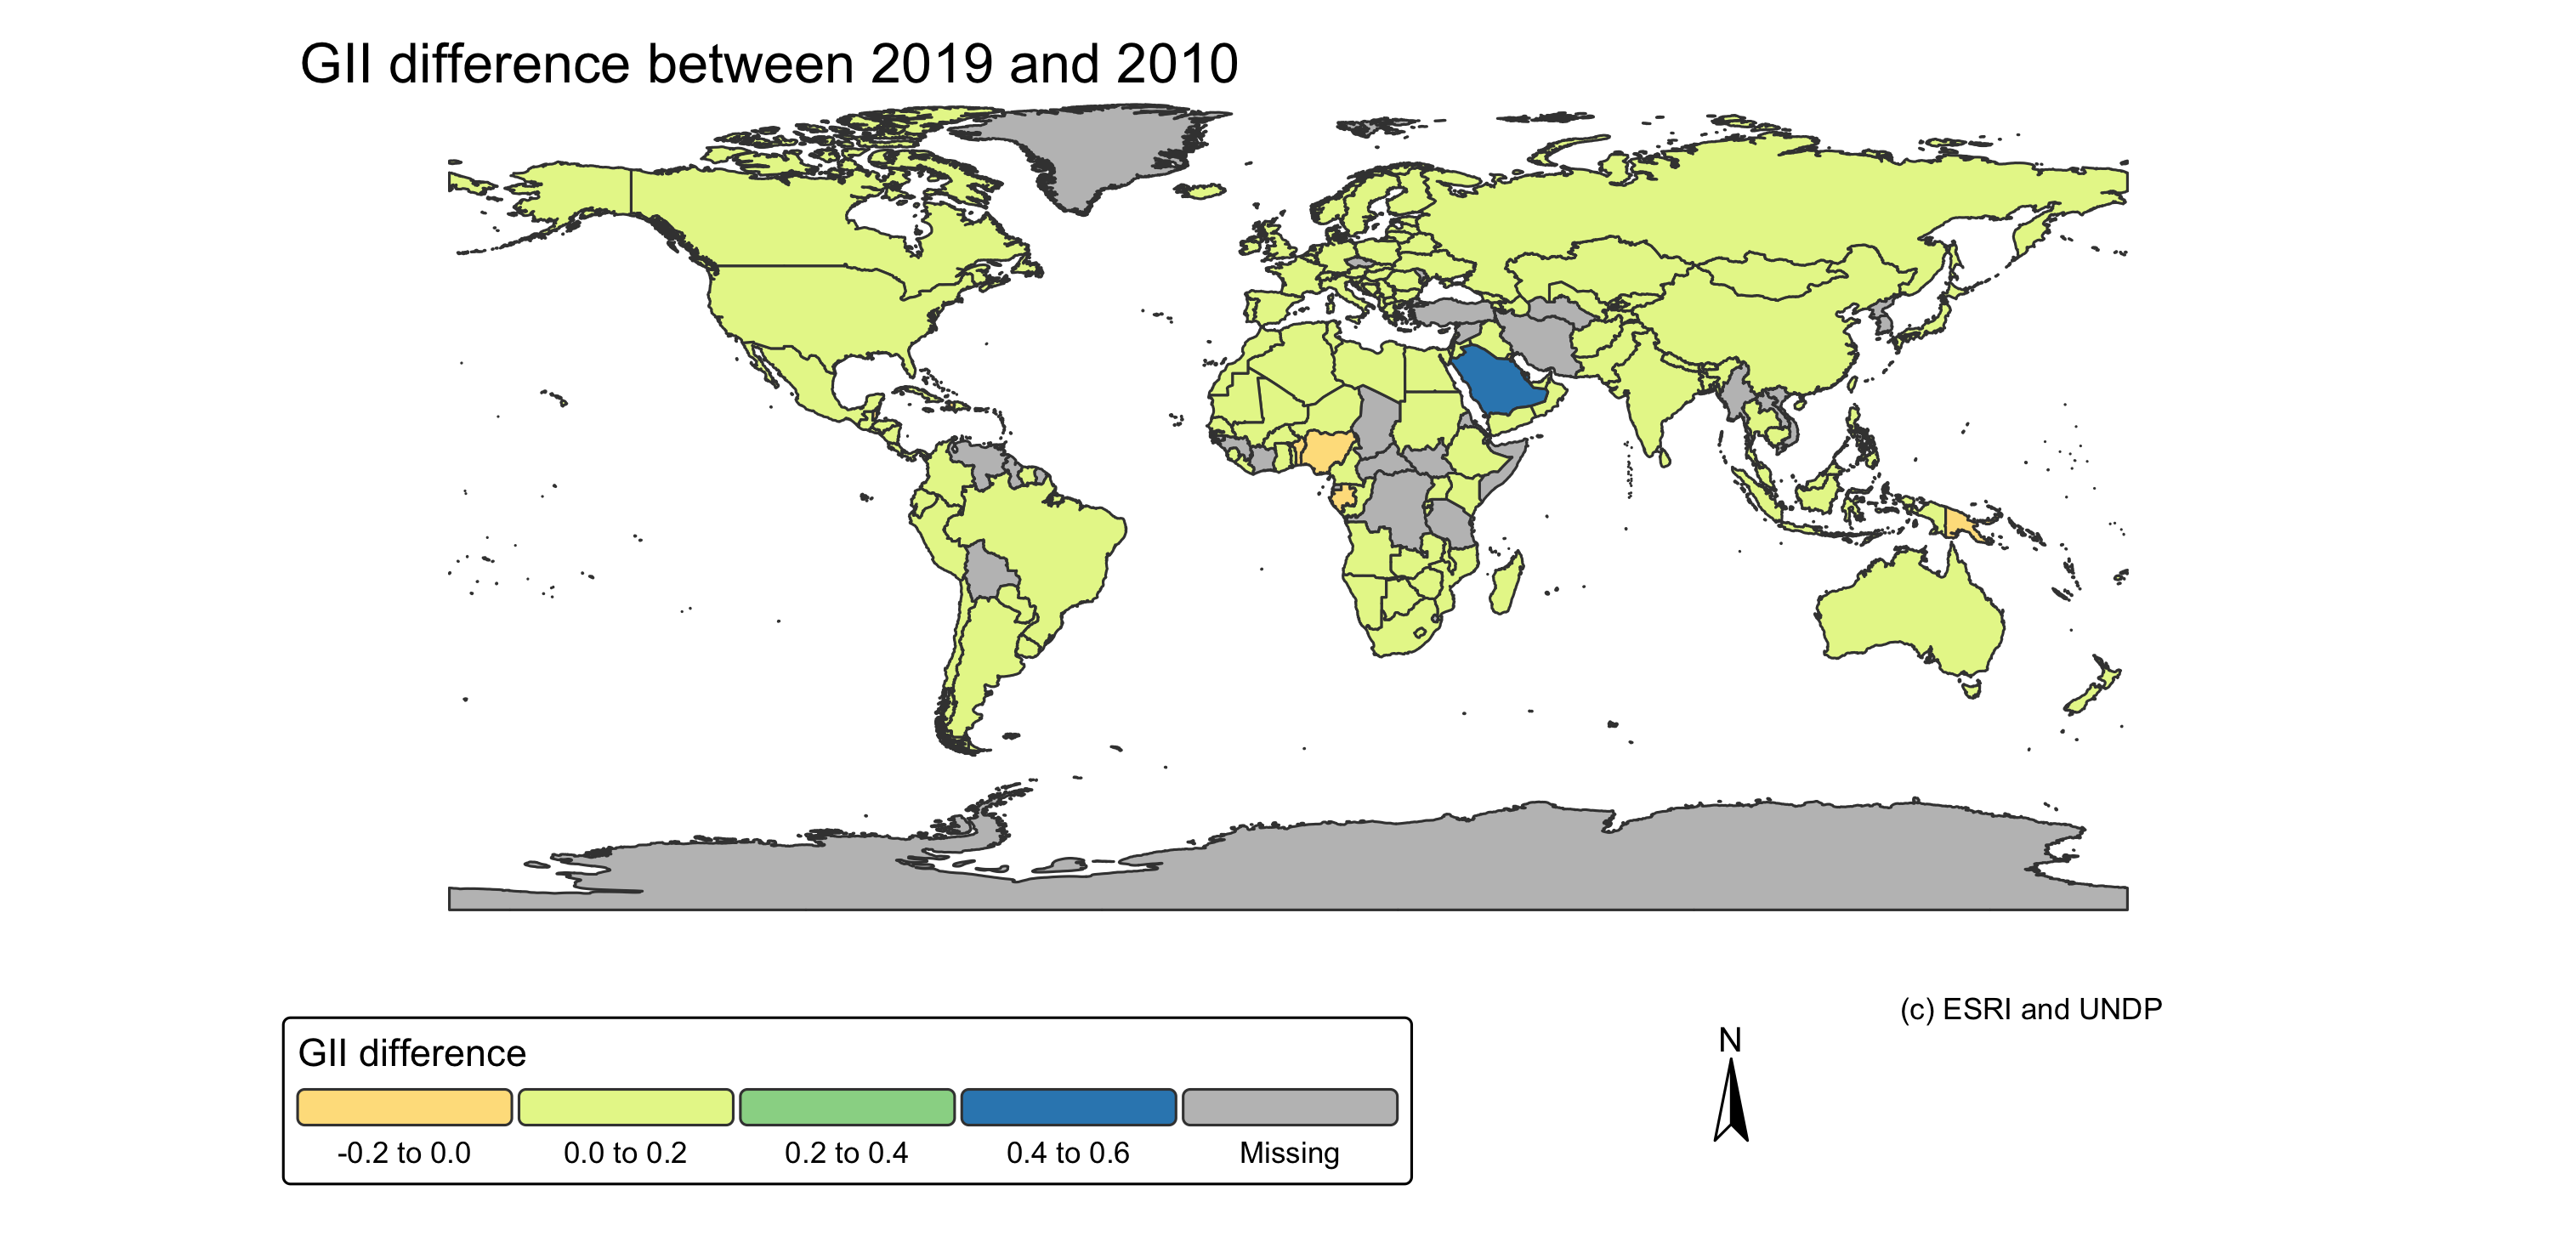 GII difference between 2019 and 2010
(c) ESRI and UNDP
N
GII difference
-0.2 to 0.0
0.0 to 0.2
0.2 to 0.4
0.4 to 0.6
Missing